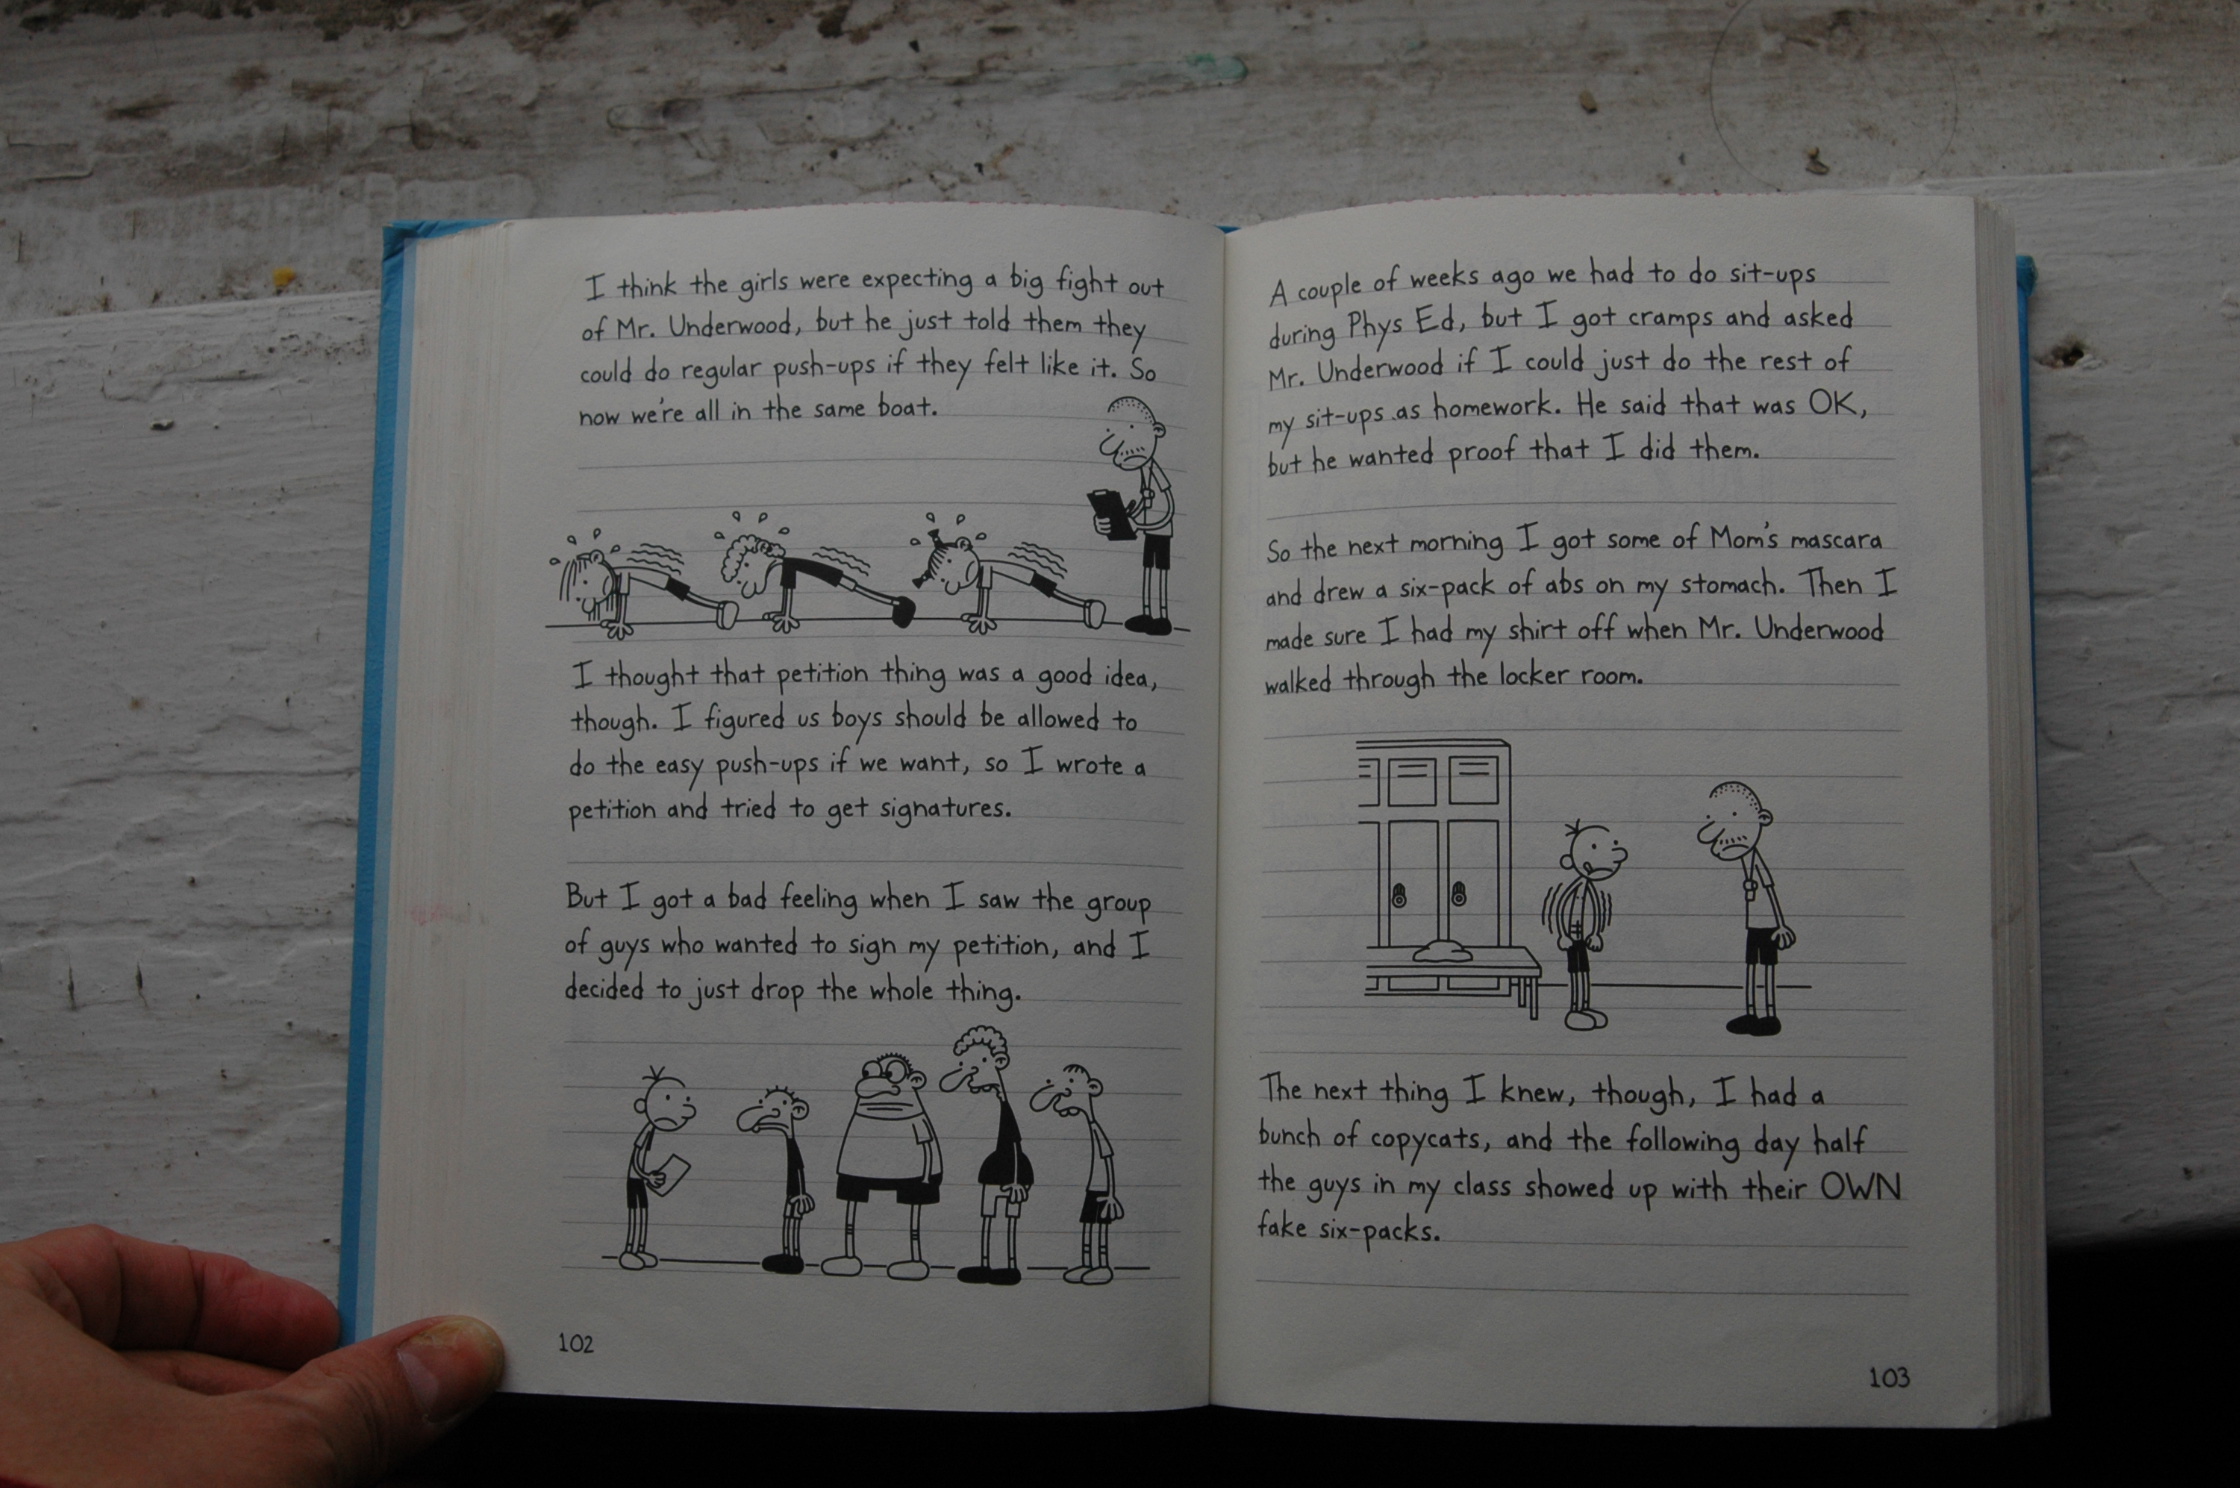 I think the girls were expecting a big fight out
of Mr. Underwood, but he just told them they
could do regular push-ups if they felt like it. So
now we're all in the same boat.
I thought that petition thing was a good idea,
though. I figured us boys should be allowed to
do the easy push-ups if we want, so I wrote a
petition and tried to get signatures.
But I got a bad feeling when I saw the group
of guys who wanted to sign my petition, and I
decided to just drop the whole thing.
102
A couple of weeks ago we had to do sit-ups
during Phys Ed, but I got cramps and asked
Mr. Underwood if I could just do the rest of
my sit-ups as homework. He said that was OK,
but he wanted proof that I did them.
So the next morning I got some of Mom's mascara
and drew a six-pack of abs on my stomach. Then I
made sure I had my shirt off when Mr. Underwood
walked through the locker room.
The next thing I knew, though, I had a
bunch of copycats, and the following day half
the guys in my class showed up with their OWN
fake six-packs.
103